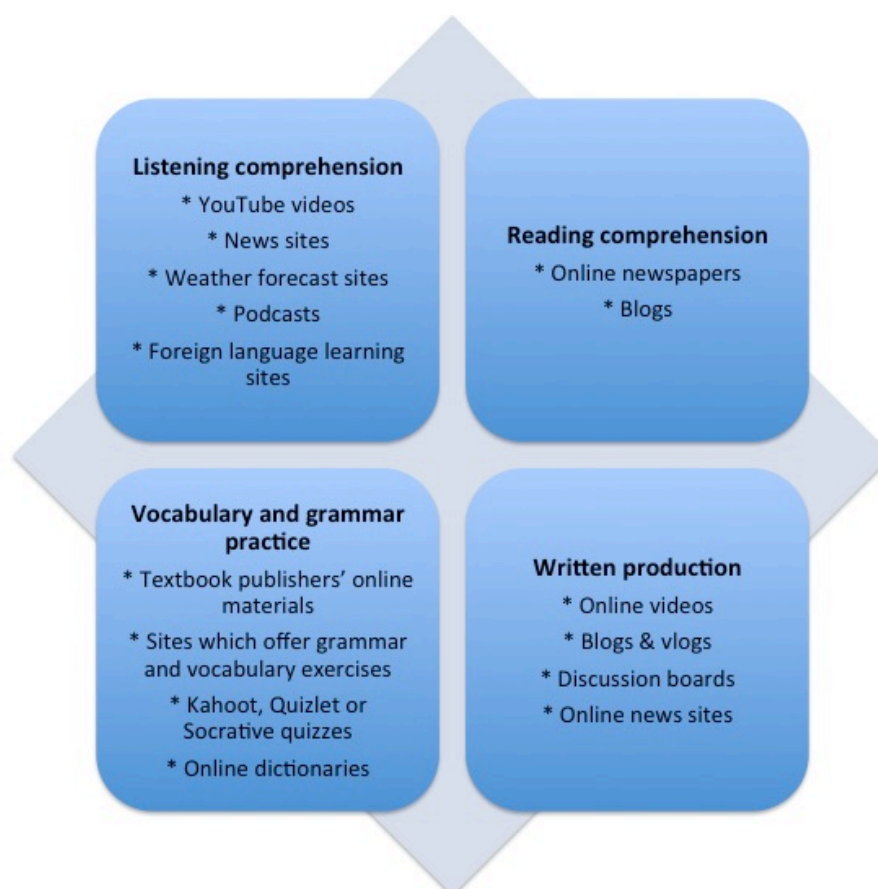 Listening comprehension
* YouTube videos
* News sites
* Weather forecast sites
* Podcasts
* Foreign language learning
sites
Reading comprehension
* Online newspapers
* Blogs
Vocabulary and grammar
practice
* Textbook publishers’ online
materials
* Sites which offer grammar
and vocabulary exercises
* Kahoot, Quizlet or
Socrative quizzes
* Online dictionaries
Written production
* Online videos
* Blogs & vlogs
* Discussion boards
* Online news sites